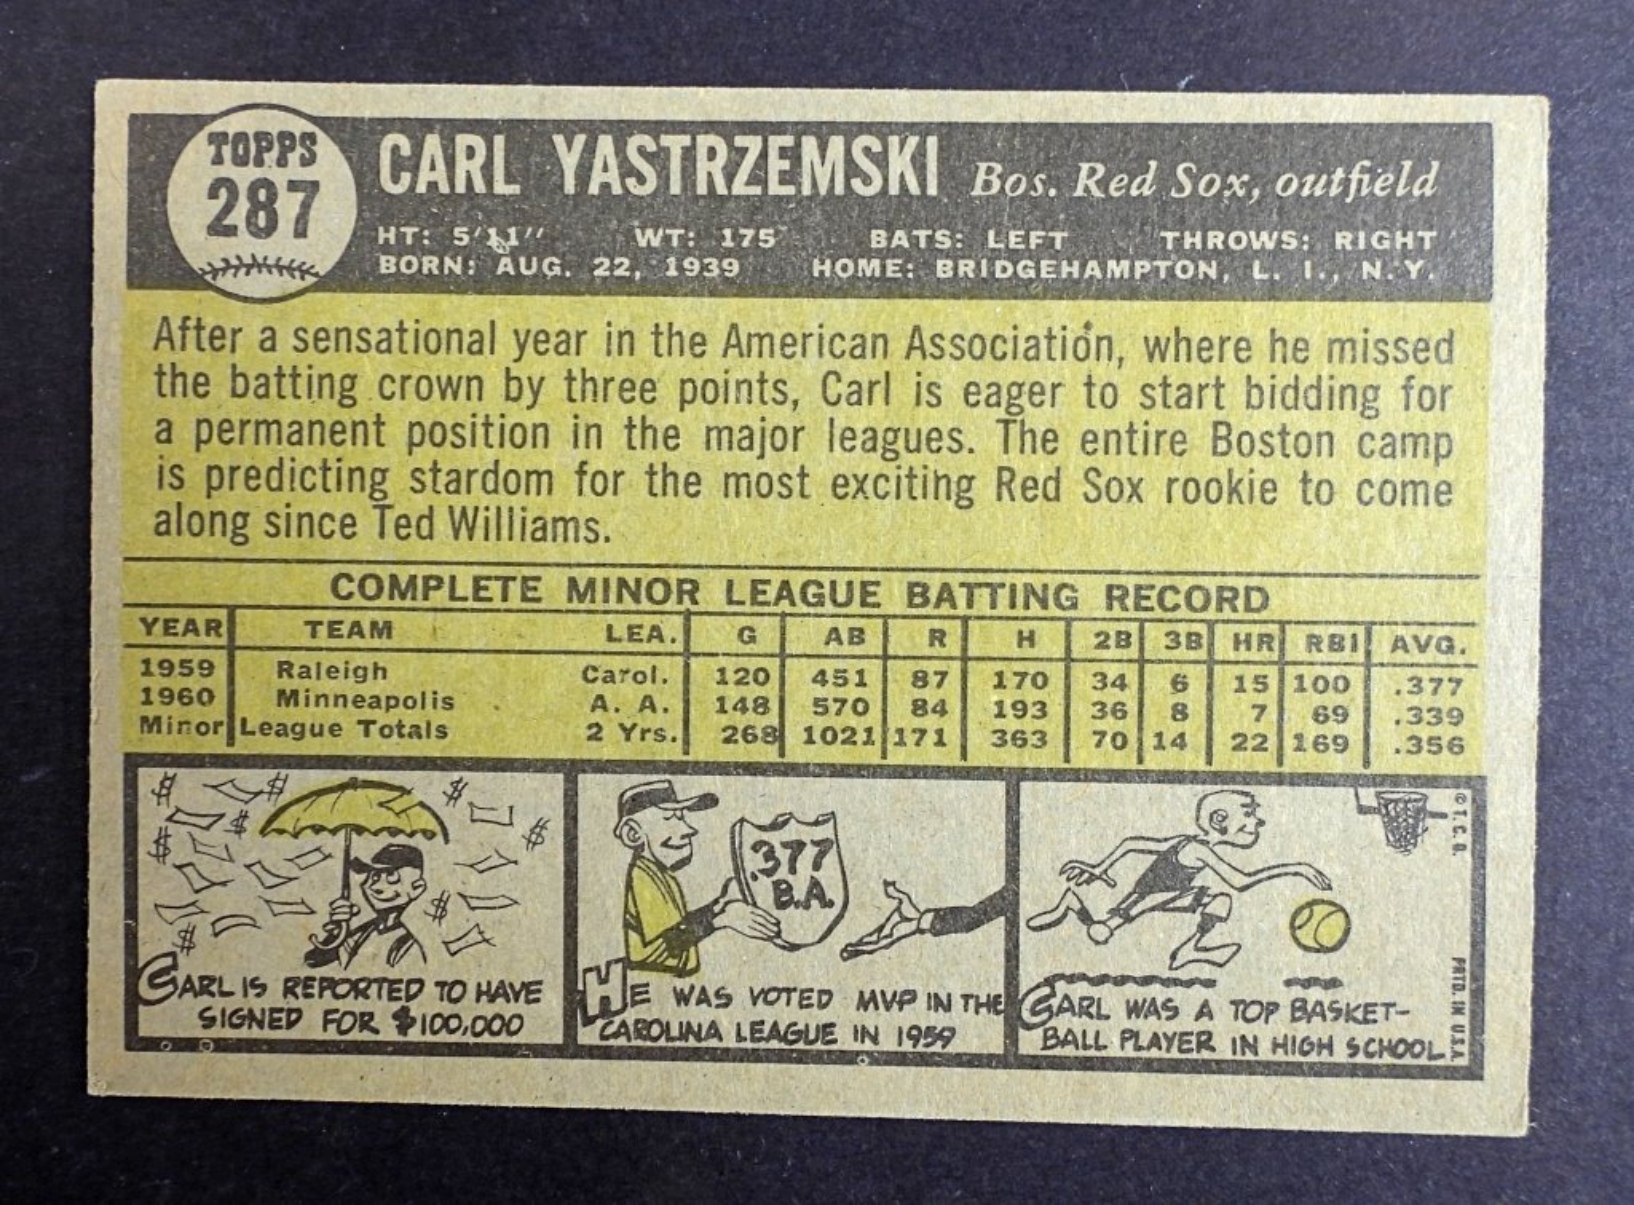 TOPPS
287
CARL YASTRZEMSKI Bos. Red Sox, outfield
HT: 5'11" WT: 175 BATS: LEFT THROWS: RIGHT
BORN: AUG. 22, 1939 HOME: BRIDGEHAMPTON, L. I., N. Y.
After a sensational year in the American Association, where he missed
the batting crown by three points, Carl is eager to start bidding for
a permanent position in the major leagues. The entire Boston camp
is predicting stardom for the most exciting Red Sox rookie to come
along since Ted Williams.
COMPLETE MINOR LEAGUE BATTING RECORD
YEAR TEAM LEA. G AB R H 2B 3B HR RBI AVG.
1959 Raleigh Carol. 120 451 87 170 34 6 15 100 .377
1960 Minneapolis A. A. 148 570 84 193 36 8 7 69 .339
Minor League Totals 2 Yrs. 268 1021 171 363 70 14 22 169 .356
CARL IS REPORTED TO HAVE
SIGNED FOR $100,000
.377
B.A.
HE WAS VOTED MVP IN THE
CAROLINA LEAGUE IN 1959
CARL WAS A TOP BASKET-
BALL PLAYER IN HIGH SCHOOL
© T. C. G.
PRTD. IN U.S.A.